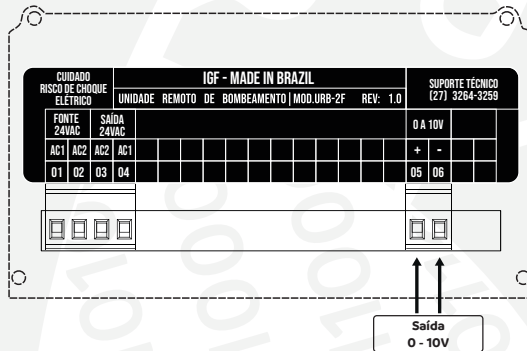 CUIDADO
RISCO DE CHOQUE
ELÉTRICO
IGF - MADE IN BRAZIL
UNIDADE REMOTO DE BOMBEAMENTO | MOD.URB-2F REV: 1.0
SUPORTE TÉCNICO
(27) 3264-3259
FONTE
24VAC
SAÍDA
24VAC
0 A 10V
AC1 AC2 AC2 AC1 + -
01 02 03 04 05 06
Saída
0 - 10V